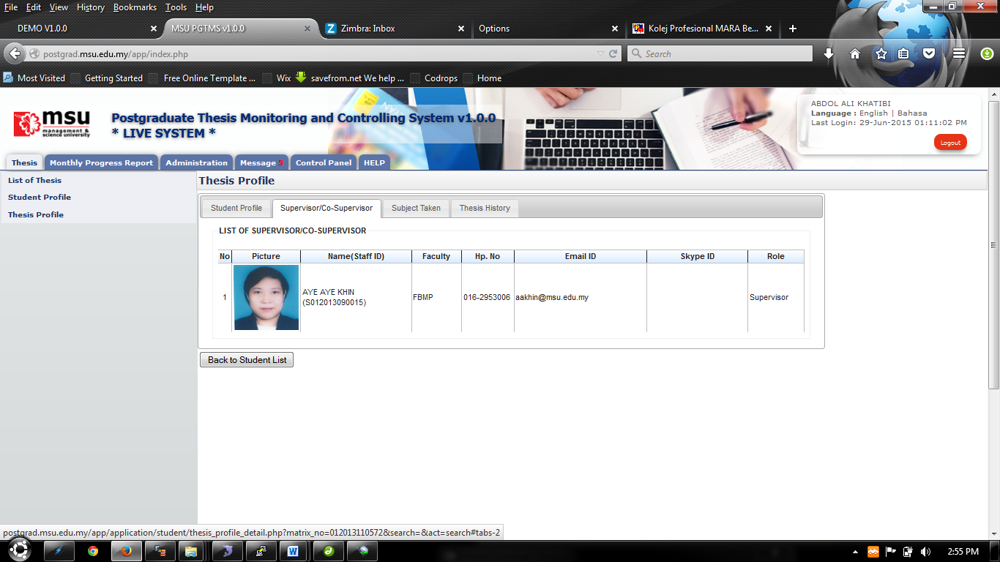 File Edit View History Bookmarks Tools Help
DEMO V1.0.0
MSU PGTMS v1.0.0
Zimbra: Inbox
Options
Kolej Profesional MARA Be...
postgrad.msu.edu.my/app/index.php
Search
Most Visited Getting Started Free Online Template ... Wix savefrom.net We help ... Codrops Home
msu
management &
science university
Postgraduate Thesis Monitoring and Controlling System v1.0.0
* LIVE SYSTEM *
ABDOL ALI KHATIBI
Language : English | Bahasa
Last Login: 29-Jun-2015 01:11:02 PM
Logout
Thesis Monthly Progress Report Administration Message 5 Control Panel HELP
List of Thesis
Student Profile
Thesis Profile
Thesis Profile
Student Profile Supervisor/Co-Supervisor Subject Taken Thesis History
LIST OF SUPERVISOR/CO-SUPERVISOR
No Picture Name(Staff ID) Faculty Hp. No Email ID Skype ID Role
1 AYE AYE KHIN
(S012013090015) FBMP 016-2953006 aakhin@msu.edu.my Supervisor
Back to Student List
postgrad.msu.edu.my/app/application/student/thesis_profile_detail.php?matrix_no=012013110572&search=&act=search#tabs-2
2:55 PM